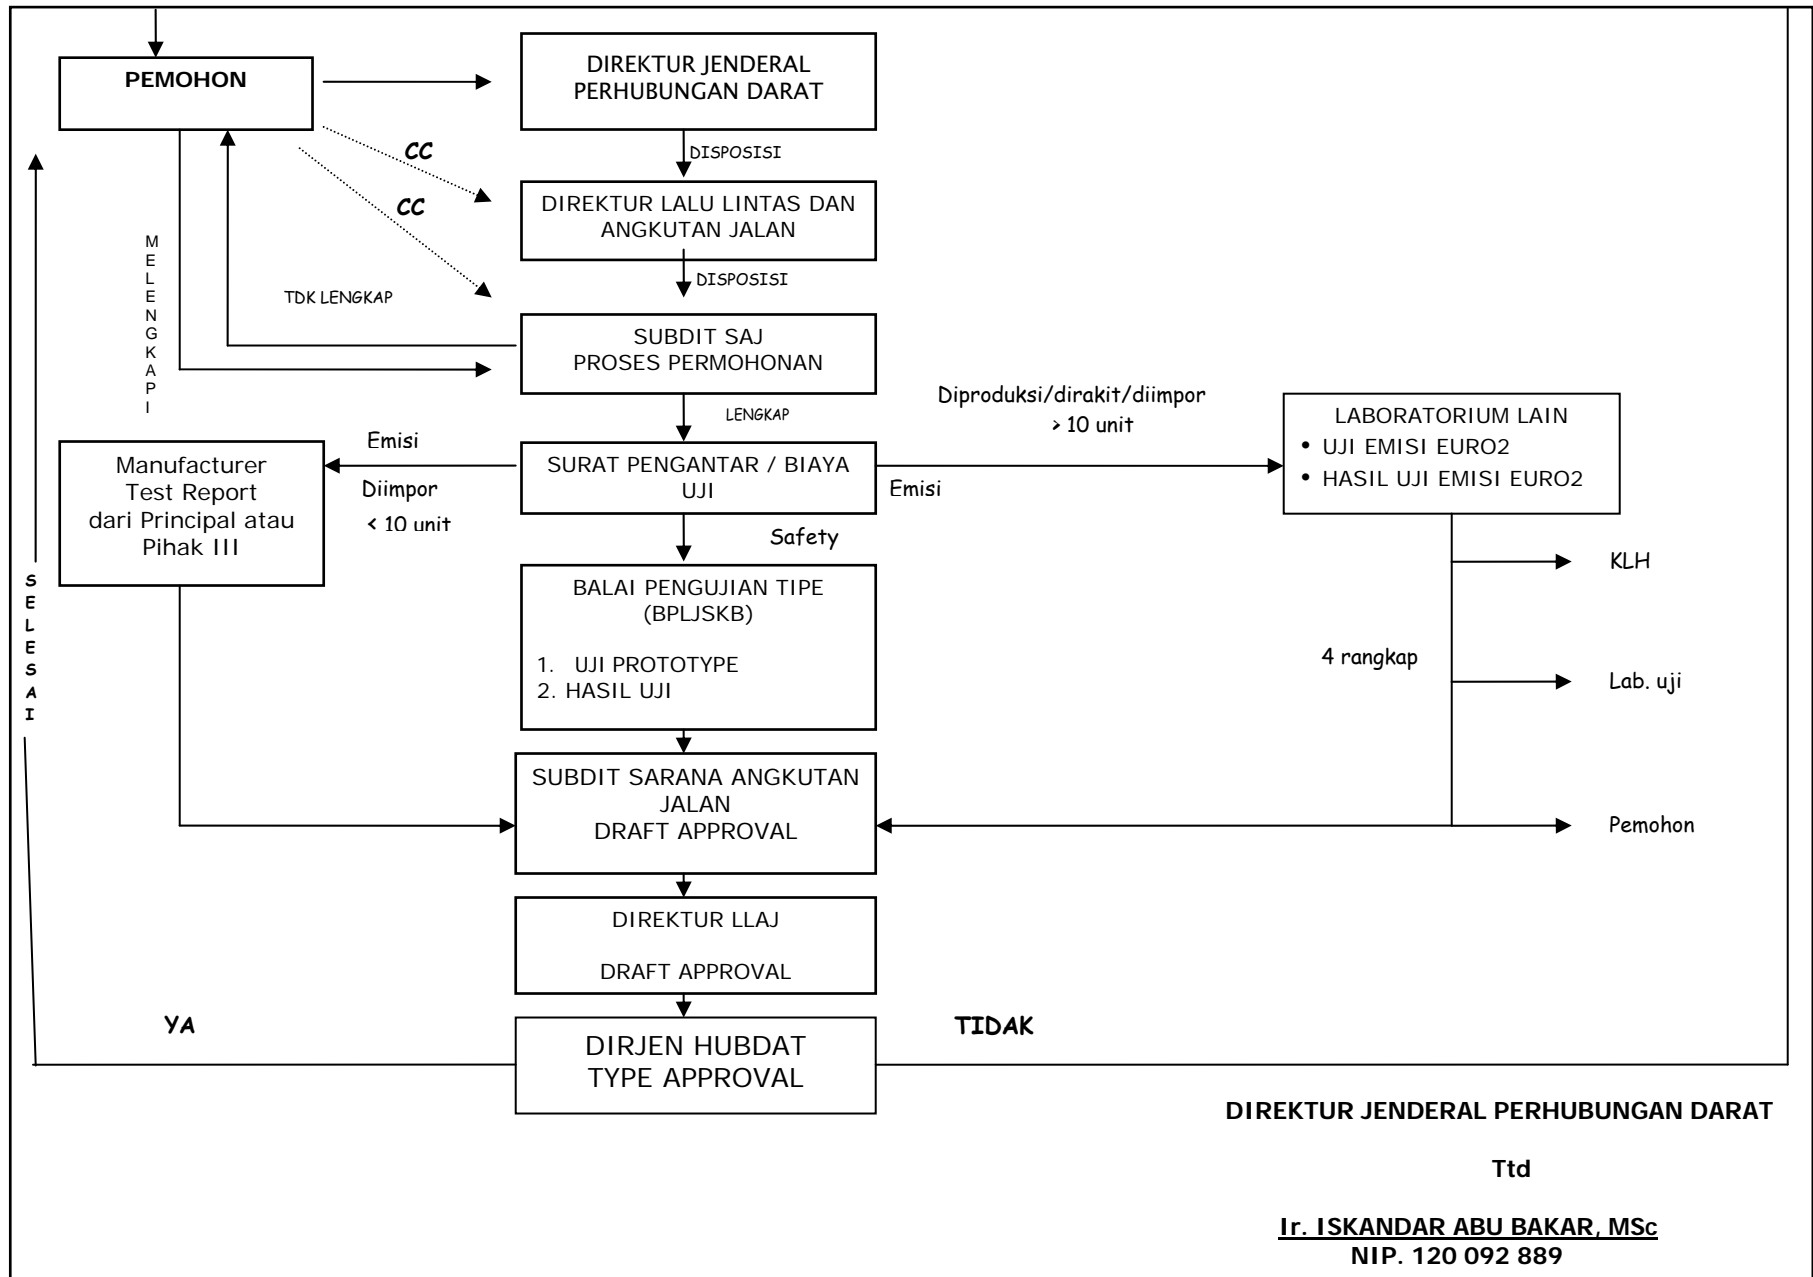 PEMOHON
DIREKTUR JENDERAL
PERHUBUNGAN DARAT
CC
CC
DISPOSISI
DIREKTUR LALU LINTAS DAN
ANGKUTAN JALAN
DISPOSISI
MELENGKAPI
TDK LENGKAP
SUBDIT SAJ
PROSES PERMOHONAN
LENGKAP
Diproduksi/dirakit/diimpor
> 10 unit
LABORATORIUM LAIN
• UJI EMISI EURO2
• HASIL UJI EMISI EURO2
Emisi
Diimpor
< 10 unit
SURAT PENGANTAR / BIAYA
UJI
Emisi
Manufacturer
Test Report
dari Principal atau
Pihak III
Safety
SELESAI
BALAI PENGUJIAN TIPE
(BPLJSKB)
1. UJI PROTOTYPE
2. HASIL UJI
KLH
4 rangkap
Lab. uji
SUBDIT SARANA ANGKUTAN
JALAN
DRAFT APPROVAL
Pemohon
DIREKTUR LLAJ
DRAFT APPROVAL
YA
TIDAK
DIRJEN HUBDAT
TYPE APPROVAL
DIREKTUR JENDERAL PERHUBUNGAN DARAT
Ttd
Ir. ISKANDAR ABU BAKAR, MSc
NIP. 120 092 889